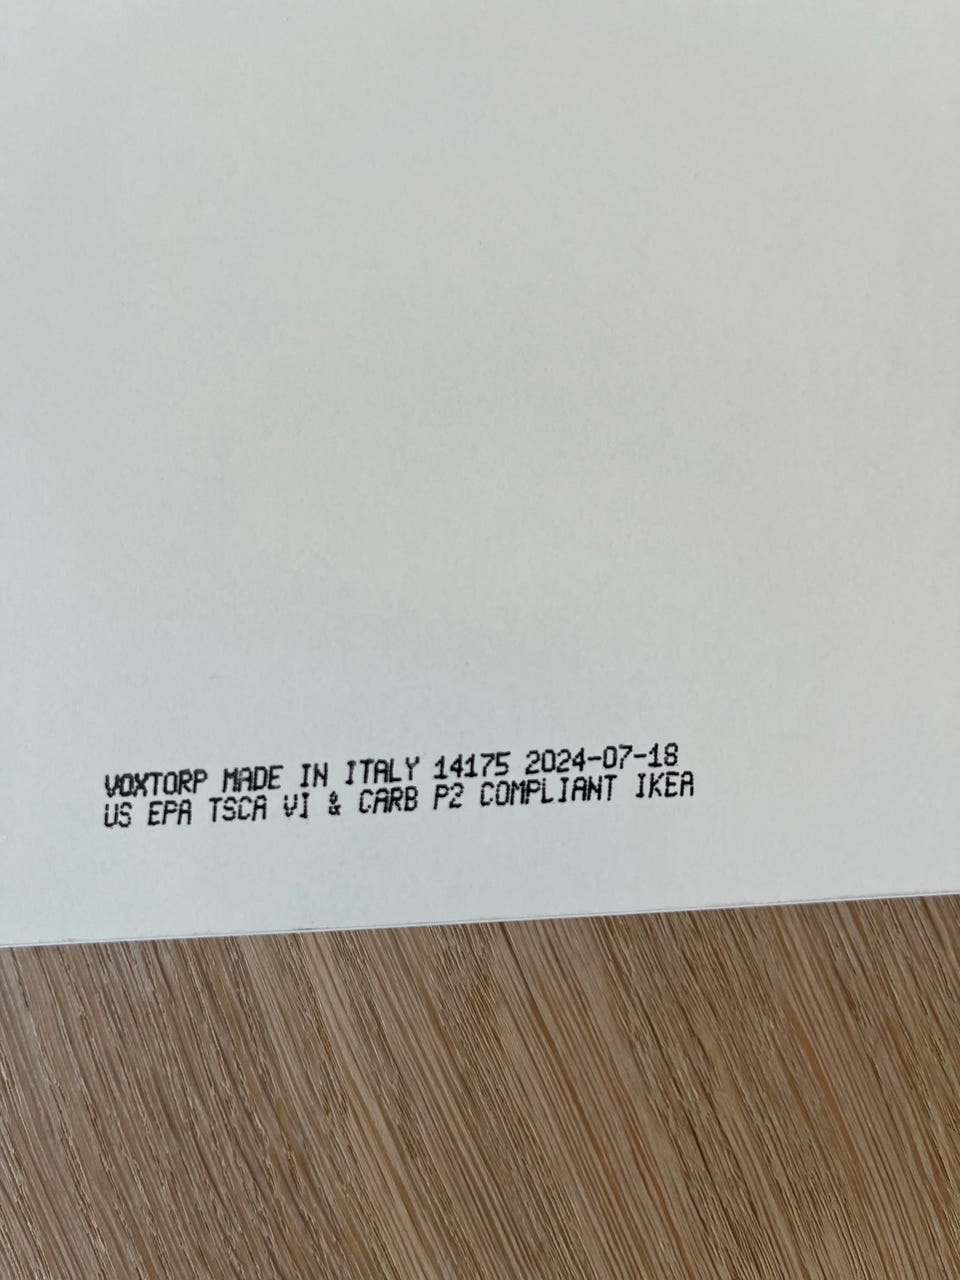 VOXTORP MADE IN ITALY 14175 2024-07-18
US EPA TSCA VI & CARB P2 COMPLIANT IKEA